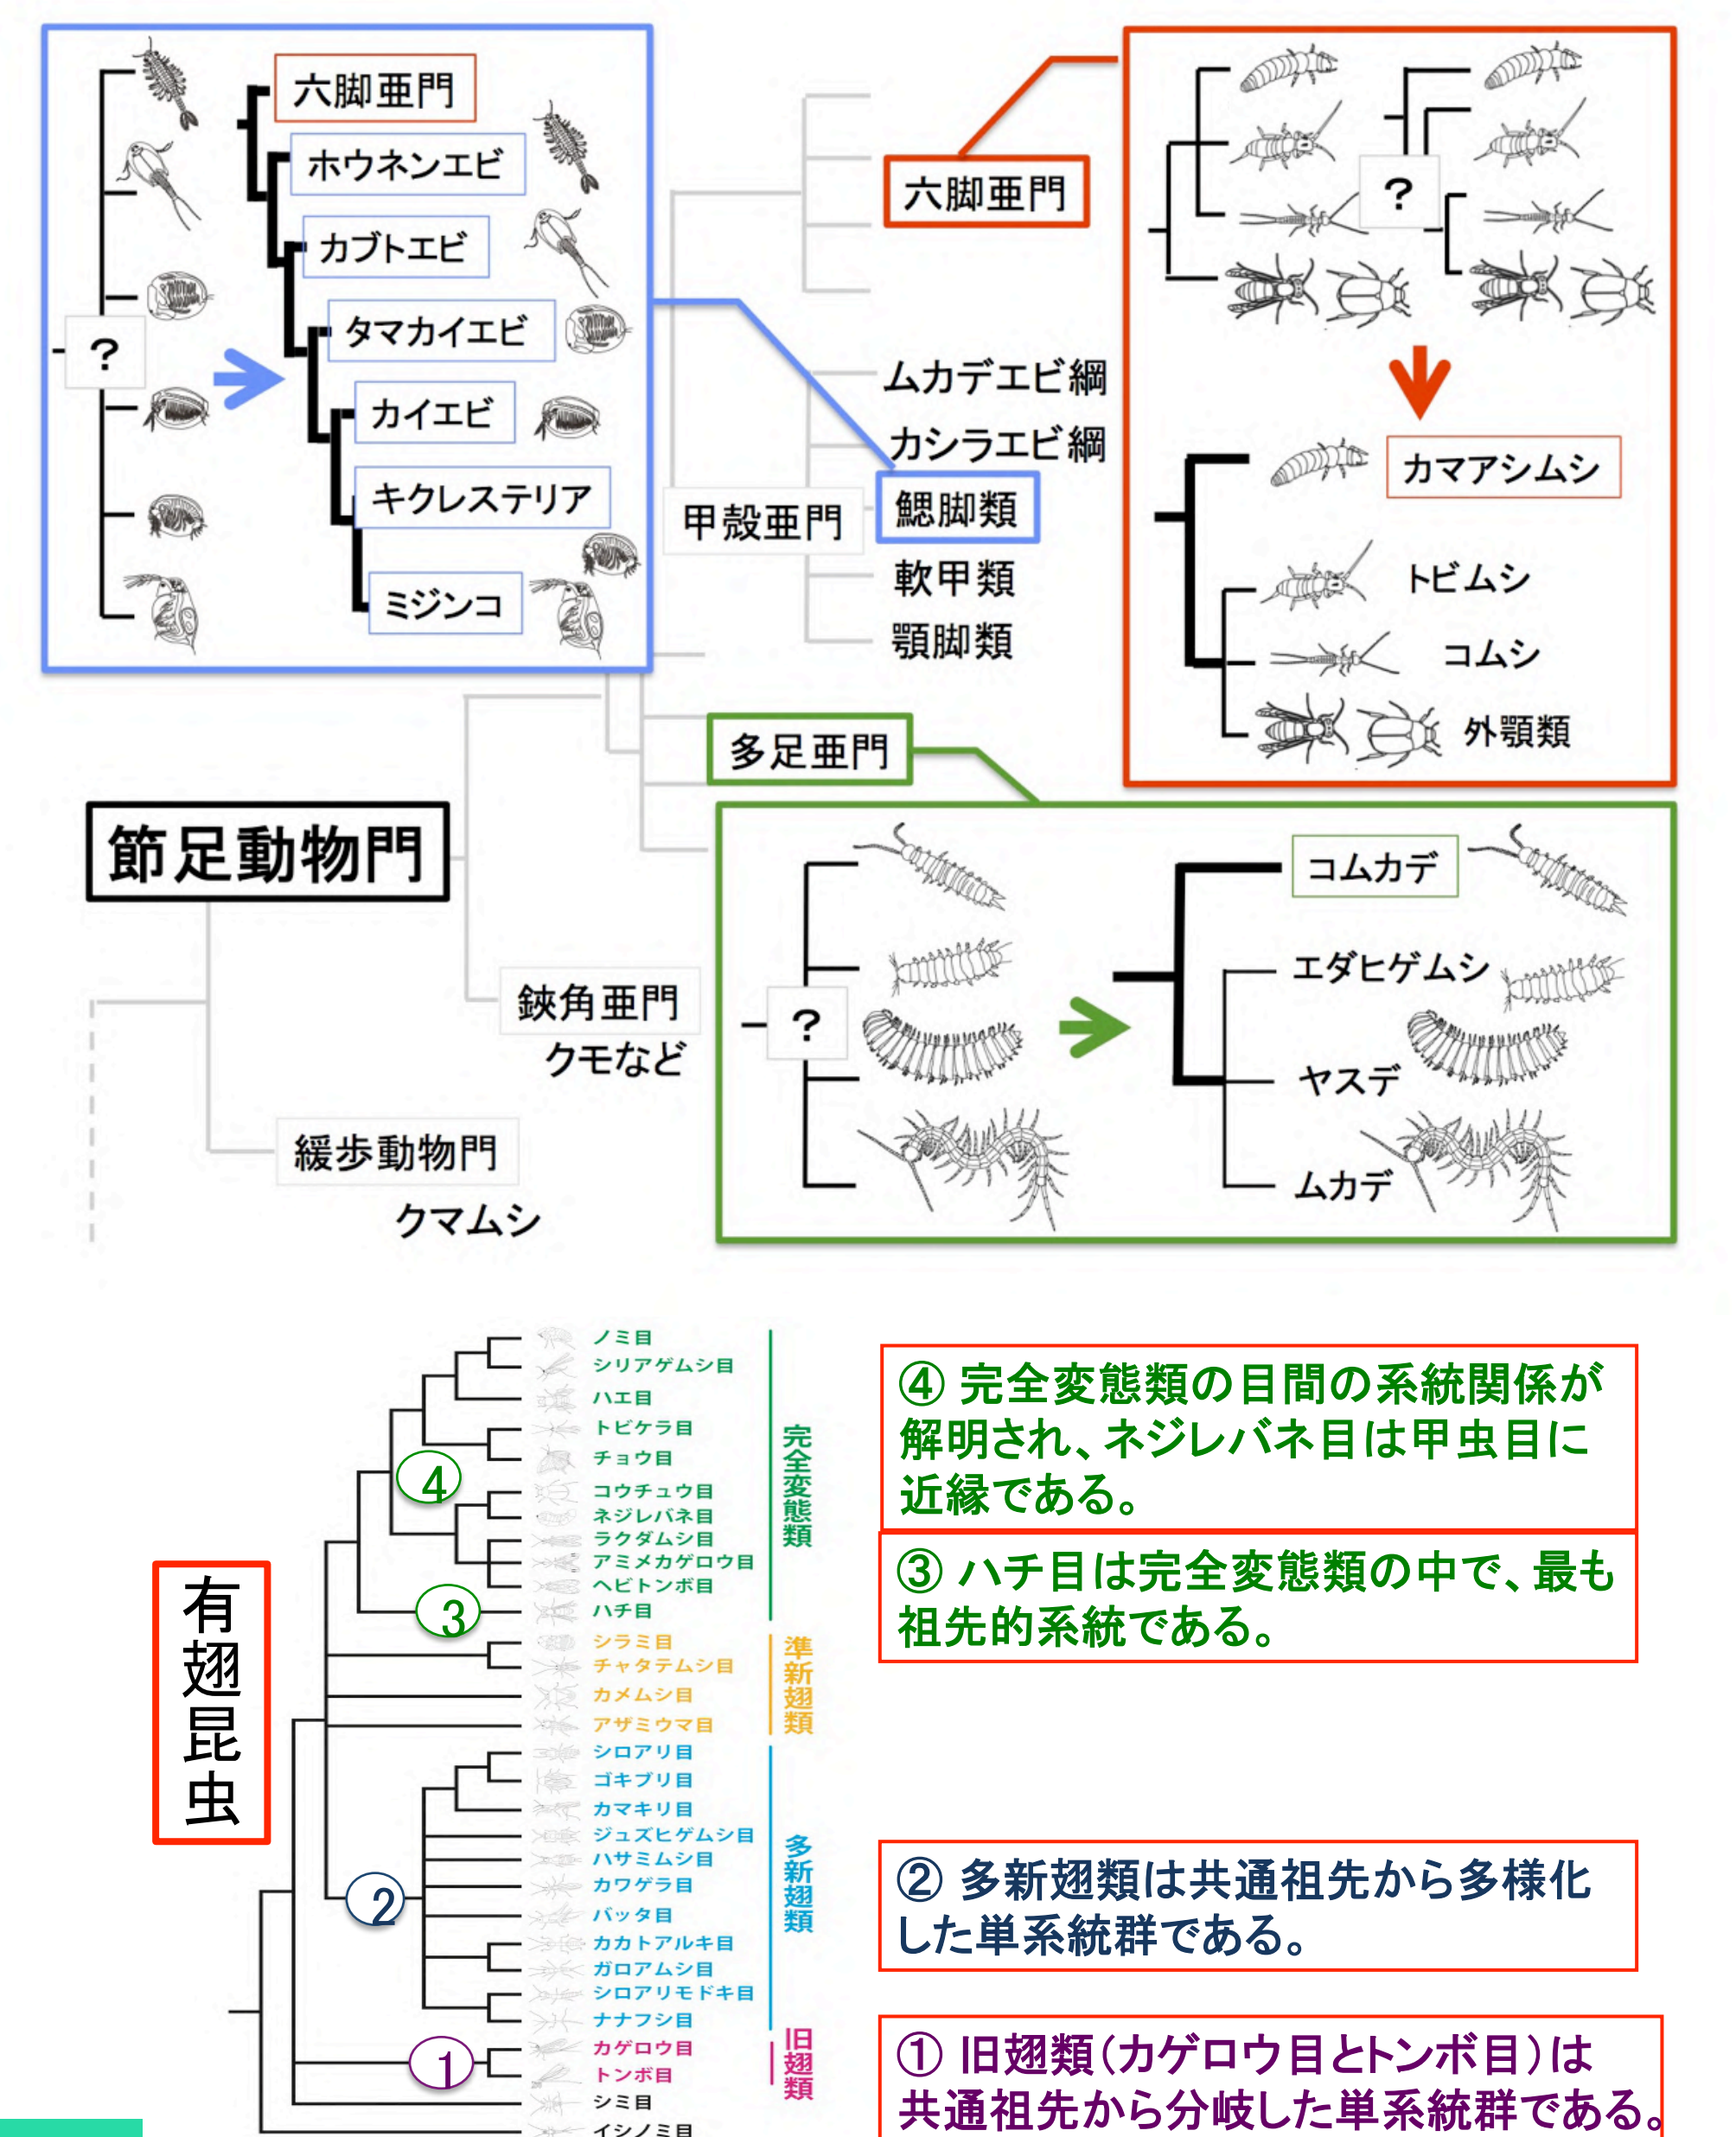 六脚亜門
ホウネンエビ
カブトエビ
タマカイエビ
カイエビ
キクレステリア
ミジンコ
?
六脚亜門
ムカデエビ綱
カシラエビ綱
甲殻亜門
鰓脚類
軟甲類
顎脚類
?
カマアシムシ
トビムシ
コムシ
外顎類
多足亜門
節足動物門
鋏角亜門
クモなど
緩歩動物門
クマムシ
?
コムカデ
エダヒゲムシ
ヤスデ
ムカデ
有翅昆虫
ノミ目
シリアゲムシ目
ハエ目
トビケラ目
チョウ目
コウチュウ目
ネジレバネ目
ラクダムシ目
アミメカゲロウ目
ヘビトンボ目
ハチ目
シラミ目
チャタテムシ目
カメムシ目
アザミウマ目
シロアリ目
ゴキブリ目
カマキリ目
ジュズヒゲムシ目
ハサミムシ目
カワゲラ目
バッタ目
カカトアルキ目
ガロアムシ目
シロアリモドキ目
ナナフシ目
カゲロウ目
トンボ目
シミ目
イシノミ目
4
3
2
1
完全変態類
準新翅類
多新翅類
旧翅類
④ 完全変態類の目間の系統関係が
解明され、ネジレバネ目は甲虫目に
近縁である。
③ ハチ目は完全変態類の中で、最も
祖先的系統である。
② 多新翅類は共通祖先から多様化
した単系統群である。
① 旧翅類(カゲロウ目とトンボ目)は
共通祖先から分岐した単系統群である。